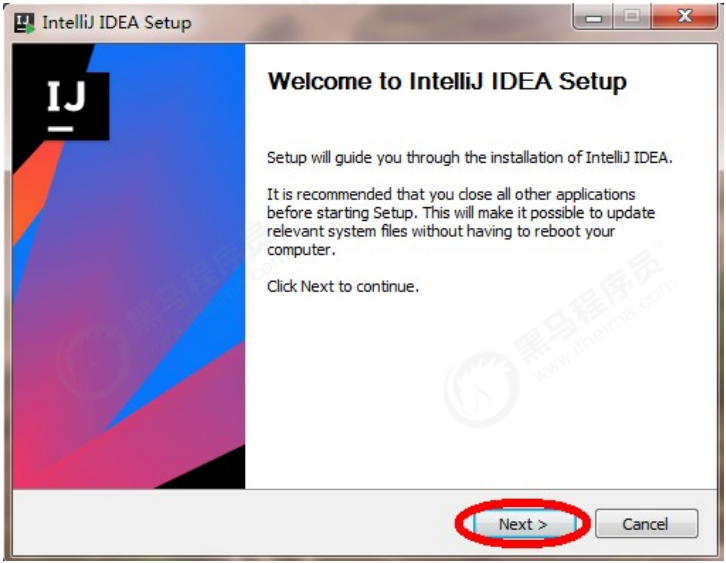 IntelliJ IDEA Setup
IJ
Welcome to IntelliJ IDEA Setup
Setup will guide you through the installation of IntelliJ IDEA.
It is recommended that you close all other applications
before starting Setup. This will make it possible to update
relevant system files without having to reboot your
computer.
Click Next to continue.
黑马程序员
www.itheima.com
Next >
Cancel